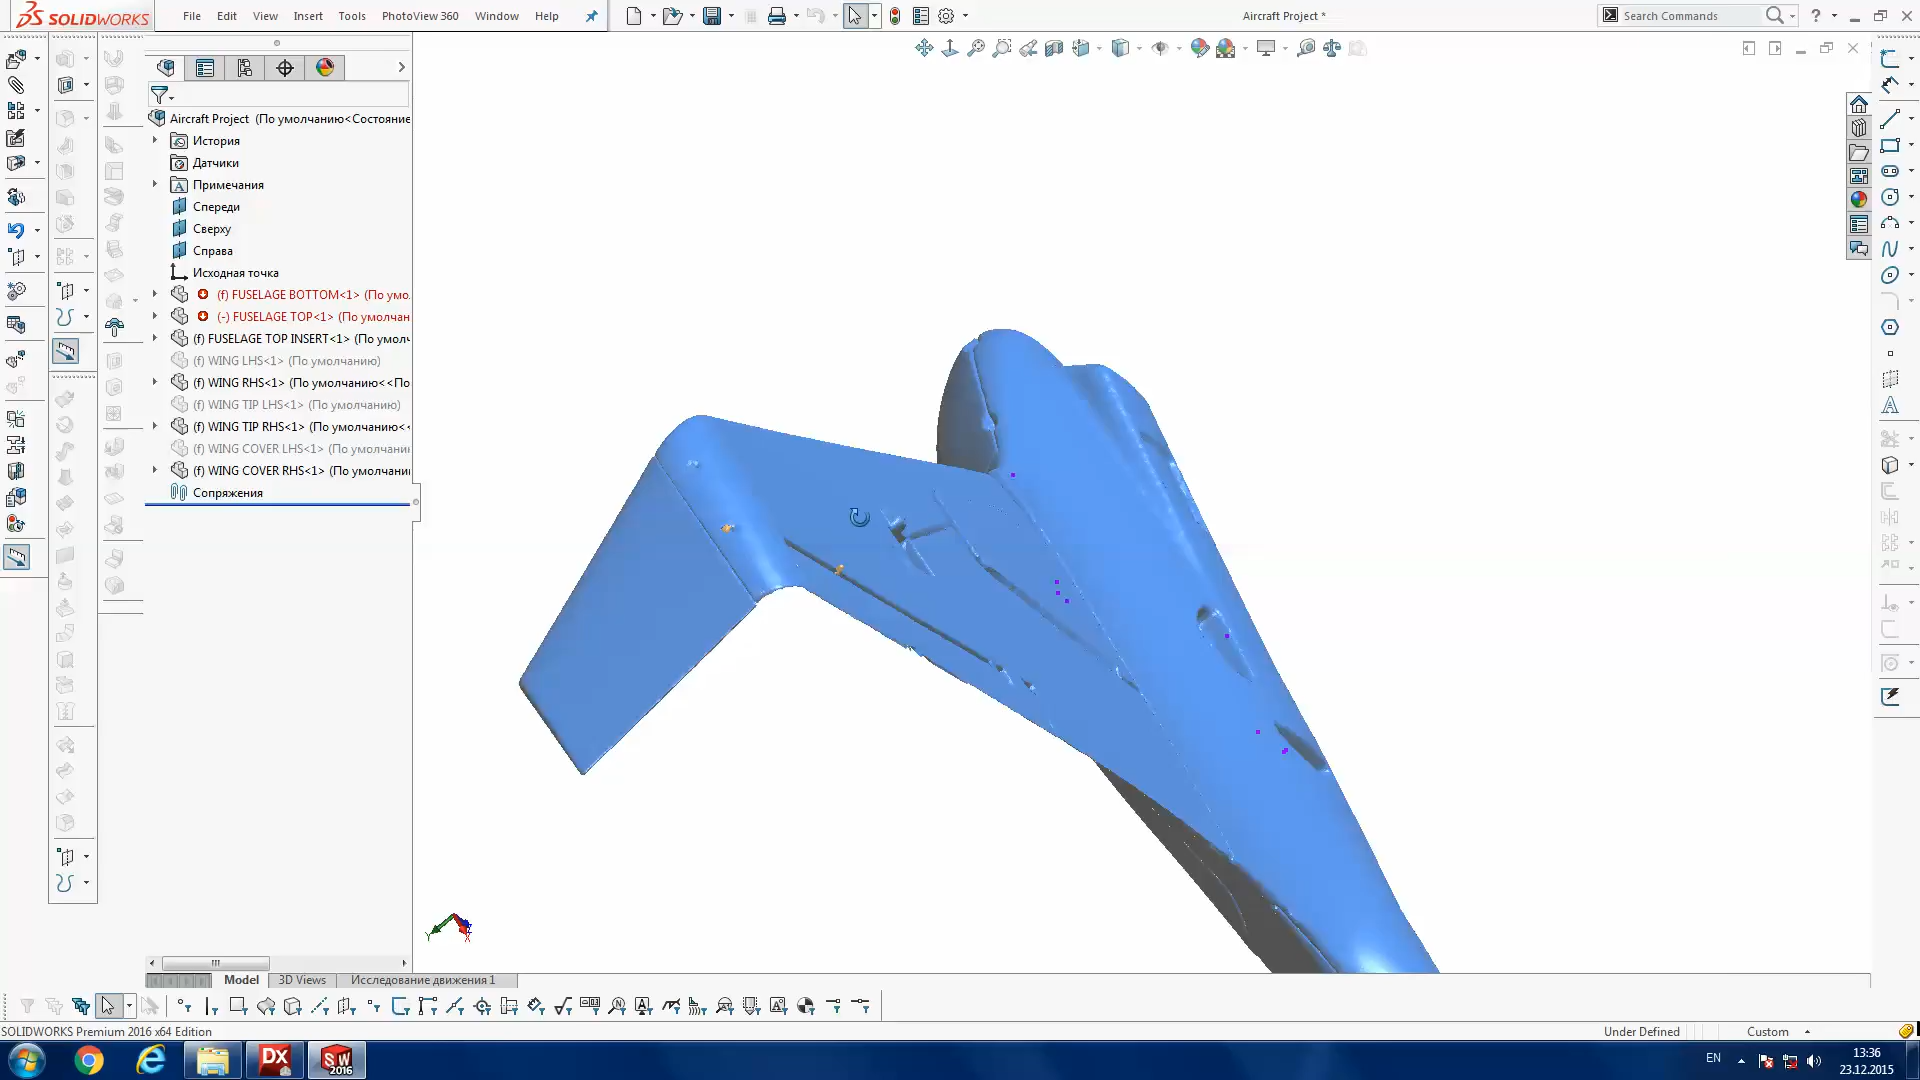 SOLIDWORKS
File Edit View Insert Tools PhotoView 360 Window Help
Aircraft Project *
Search Commands
Aircraft Project (По умолчанию<Состояние
История
Датчики
Примечания
Спереди
Сверху
Справа
Исходная точка
(f) FUSELAGE BOTTOM<1> (По умо
(-) FUSELAGE TOP<1> (По умолчан
(f) FUSELAGE TOP INSERT<1> (По умолч
(f) WING LHS<1> (По умолчанию)
(f) WING RHS<1> (По умолчанию<<По
(f) WING TIP LHS<1> (По умолчанию)
(f) WING TIP RHS<1> (По умолчанию<<
(f) WING COVER LHS<1> (По умолчани
(f) WING COVER RHS<1> (По умолчани
Сопряжения
Y
X
Model 3D Views Исследование движения 1
SOLIDWORKS Premium 2016 x64 Edition
Under Defined
Custom
DX
SW
2016
EN
13:36
23.12.2015